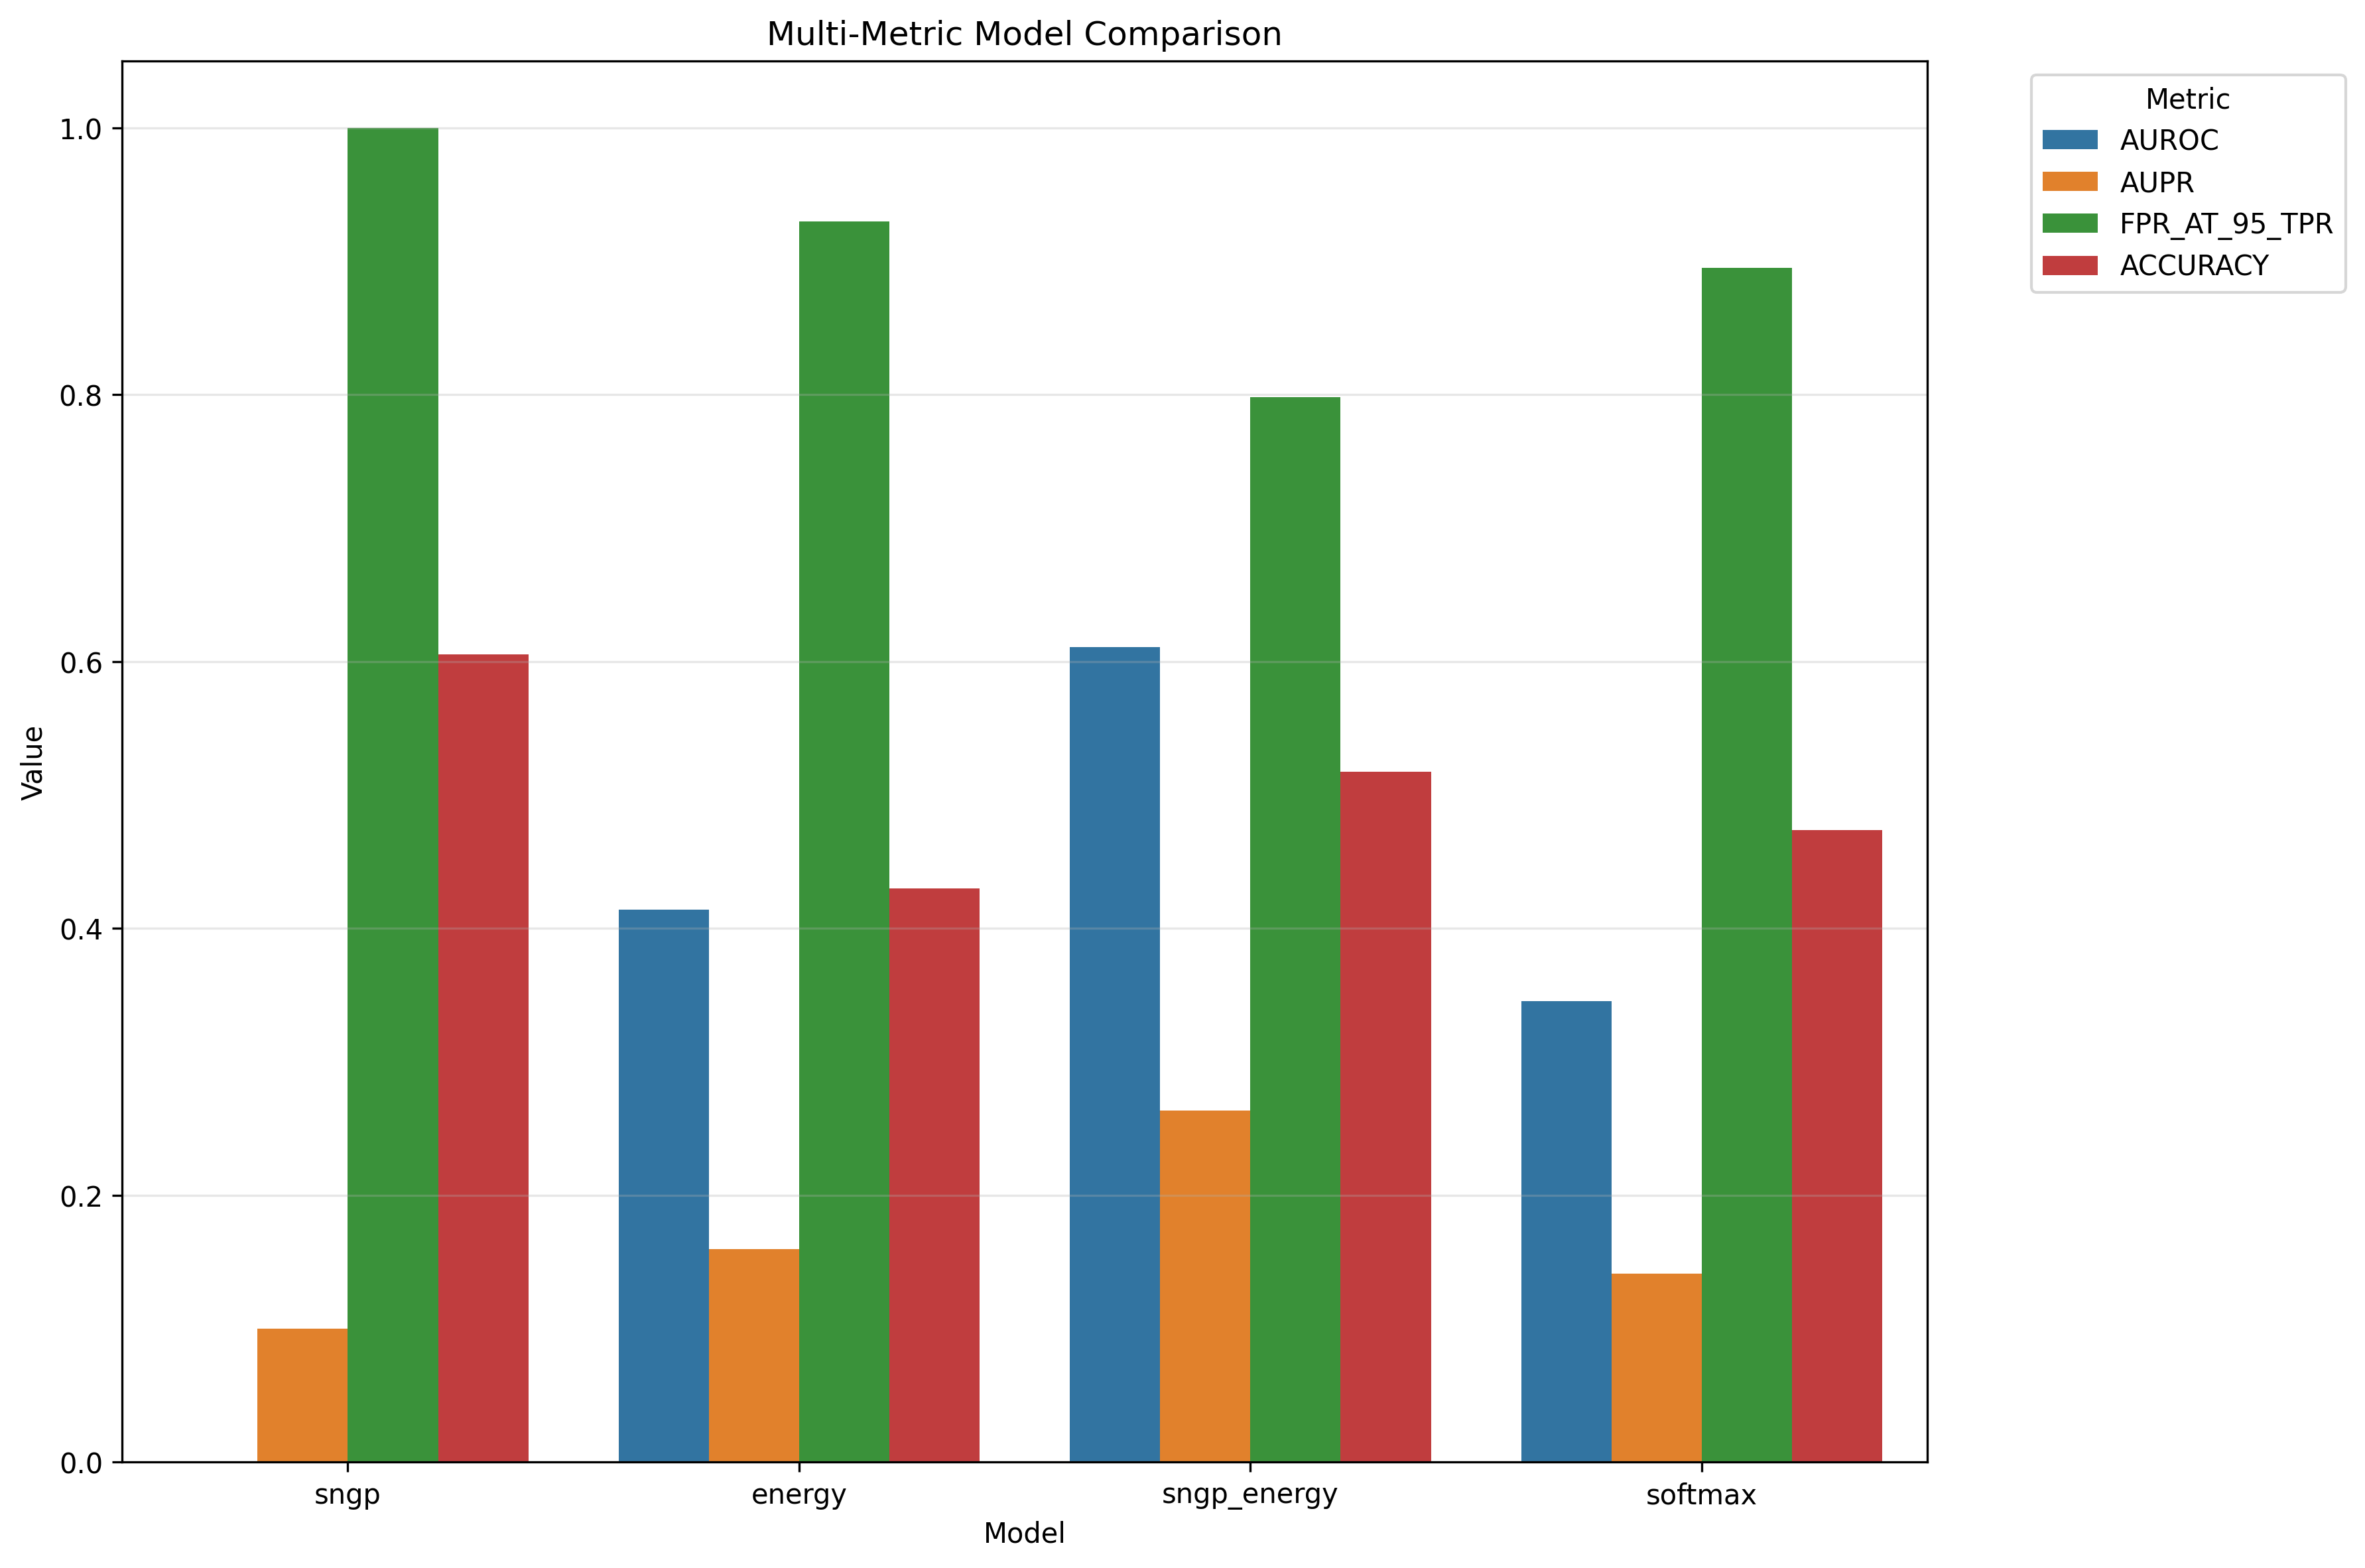 Multi-Metric Model Comparison
Metric
AUROC
AUPR
FPR_AT_95_TPR
ACCURACY
Value
1.0
0.8
0.6
0.4
0.2
0.0
sngp
energy
sngp_energy
softmax
Model